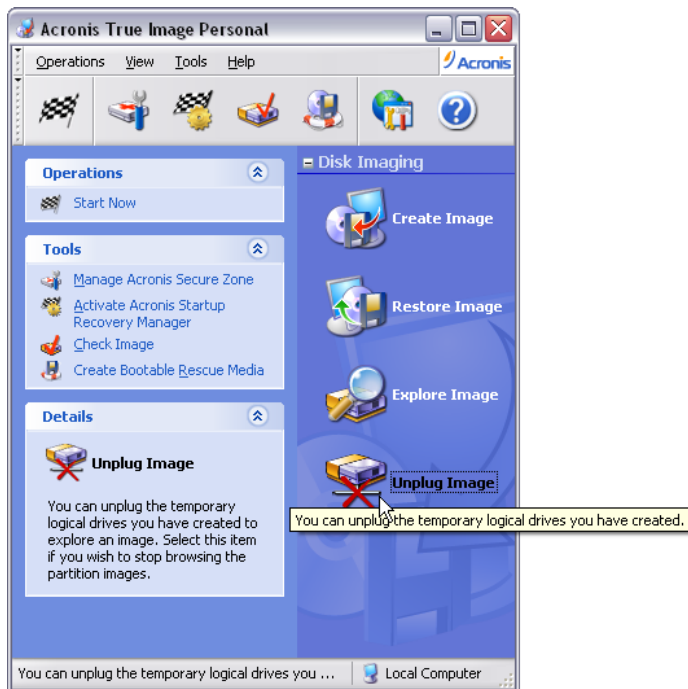 Acronis True Image Personal
Operations View Tools Help
Acronis
Operations
Start Now
Tools
Manage Acronis Secure Zone
Activate Acronis Startup
Recovery Manager
Check Image
Create Bootable Rescue Media
Details
Unplug Image
You can unplug the temporary
logical drives you have created to
explore an image. Select this item
if you wish to stop browsing the
partition images.
Disk Imaging
Create Image
Restore Image
Explore Image
Unplug Image
You can unplug the temporary logical drives you have created.
You can unplug the temporary logical drives you ...
Local Computer